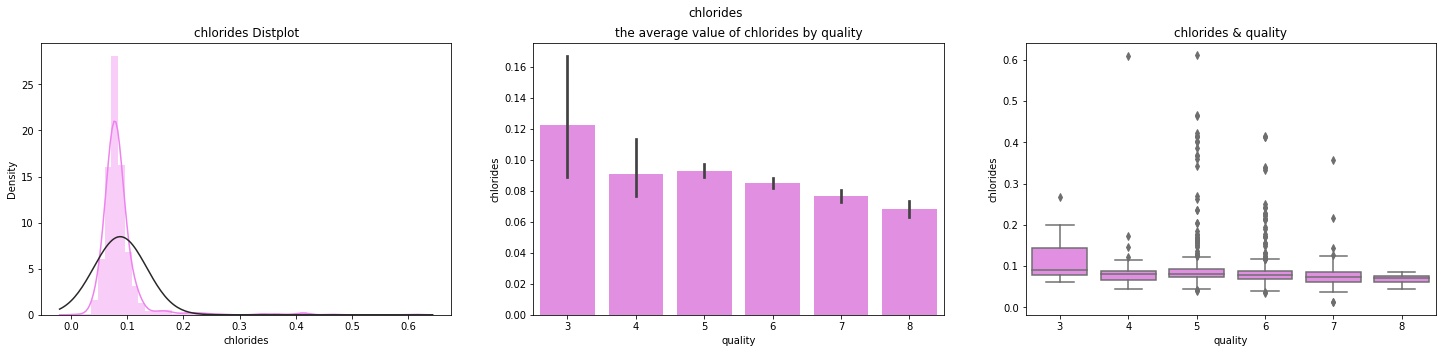 chlorides
chlorides Distplot
25
20
15
10
5
0
Density
0.0 0.1 0.2 0.3 0.4 0.5 0.6
chlorides
the average value of chlorides by quality
0.16
0.14
0.12
0.10
0.08
0.06
0.04
0.02
0.00
chlorides
3 4 5 6 7 8
quality
chlorides & quality
0.6
0.5
0.4
0.3
0.2
0.1
0.0
chlorides
3 4 5 6 7 8
quality